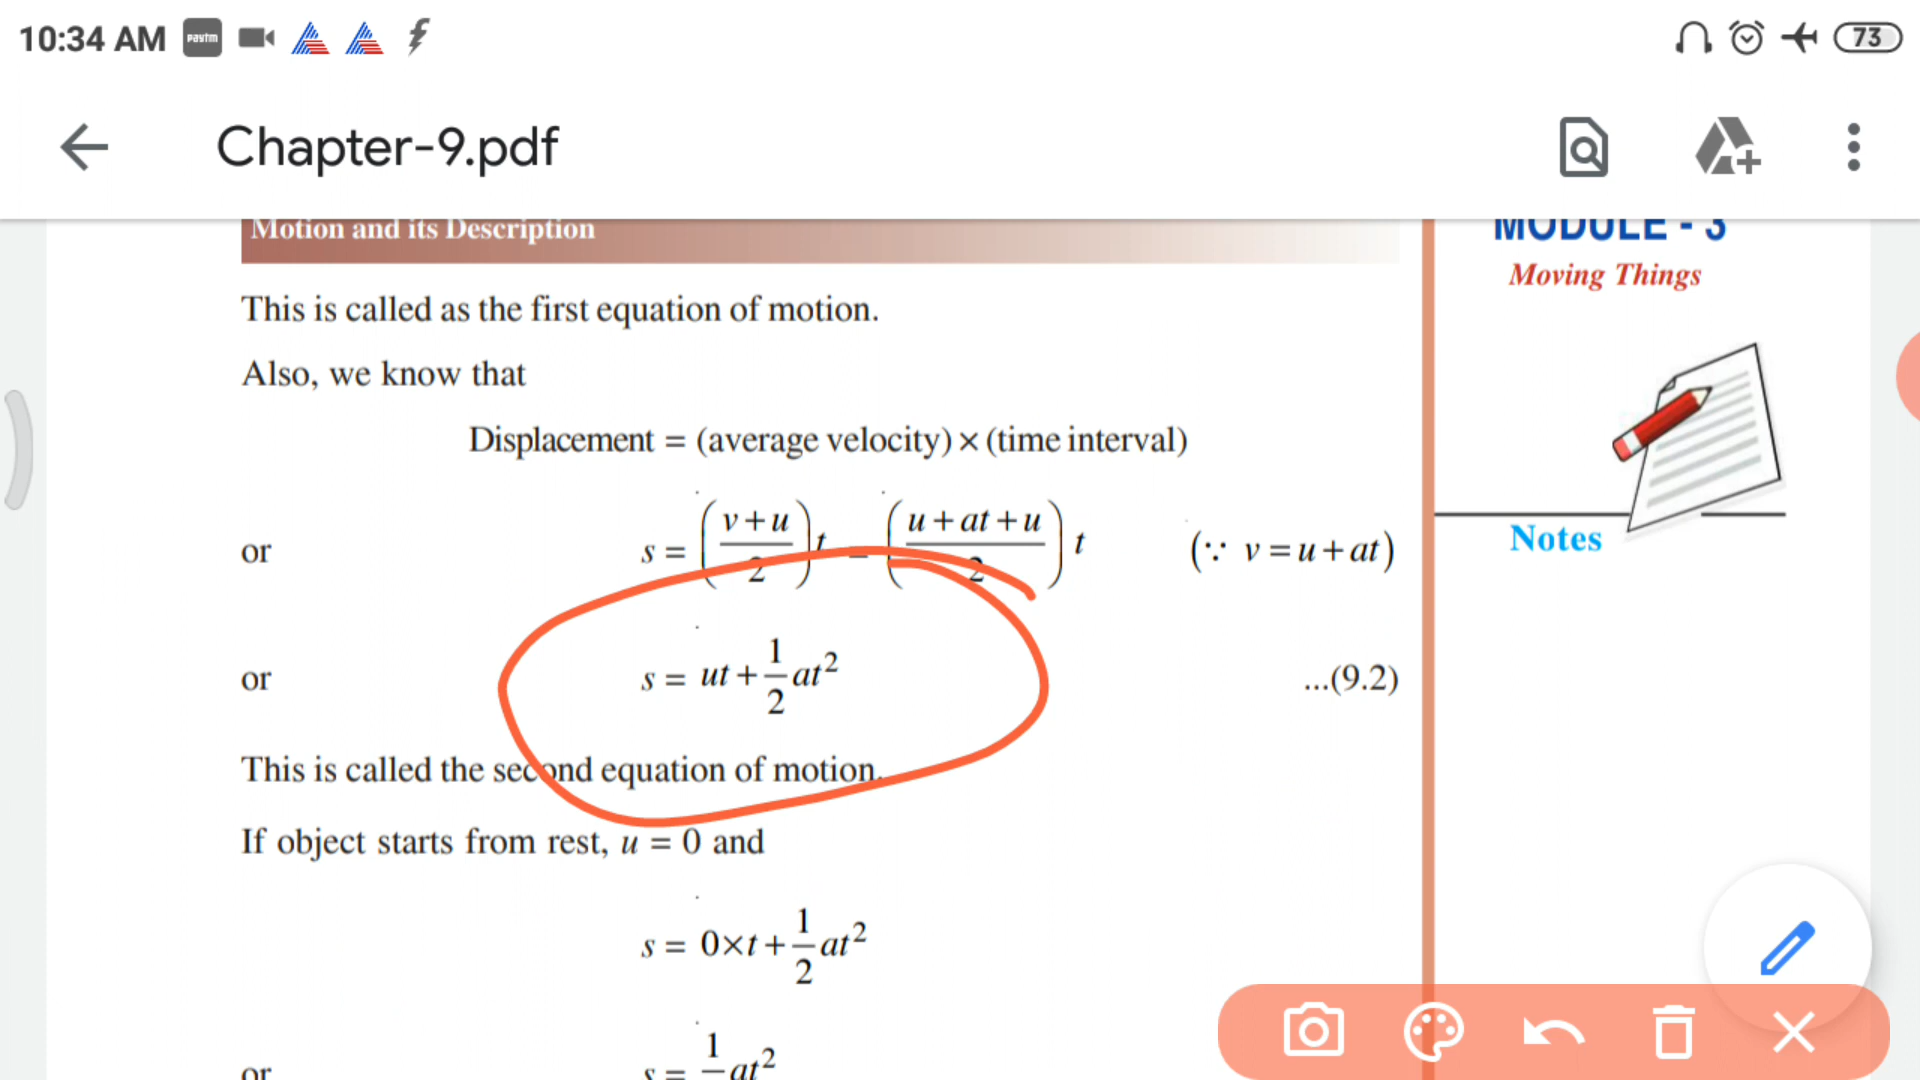 10:34 AM paytm 73
Chapter-9.pdf
Motion and its Description
MODULE - 3
Moving Things
This is called as the first equation of motion.
Also, we know that
Displacement = (average velocity) × (time interval)
or s = ((v+u)/2) t = ((u+at+u)/2) t (∵ v=u+at)
Notes
or s = ut + 1/2 at² ...(9.2)
This is called the second equation of motion.
If object starts from rest, u = 0 and
s = 0×t + 1/2 at²
or s = 1/ at²